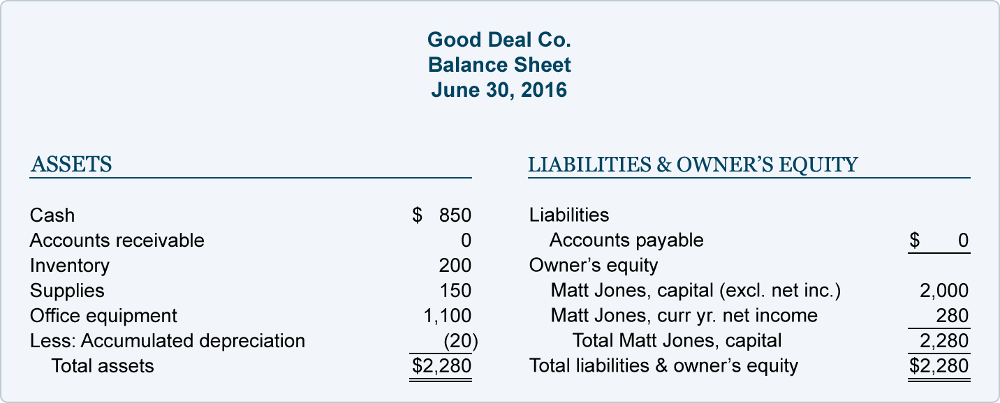 Good Deal Co.
Balance Sheet
June 30, 2016
ASSETS
Cash $ 850
Accounts receivable 0
Inventory 200
Supplies 150
Office equipment 1,100
Less: Accumulated depreciation (20)
Total assets $2,280
LIABILITIES & OWNER’S EQUITY
Liabilities
Accounts payable $ 0
Owner’s equity
Matt Jones, capital (excl. net inc.) 2,000
Matt Jones, curr yr. net income 280
Total Matt Jones, capital 2,280
Total liabilities & owner’s equity $2,280